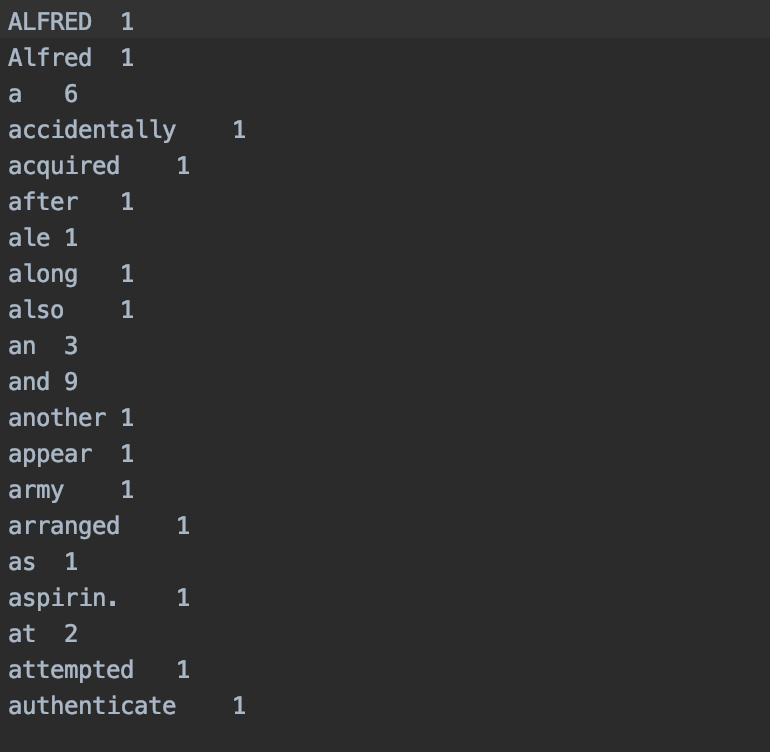 ALFRED	1
Alfred	1
a	6
accidentally	1
acquired	1
after	1
ale	1
along	1
also	1
an	3
and	9
another	1
appear	1
army	1
arranged	1
as	1
aspirin.	1
at	2
attempted	1
authenticate	1